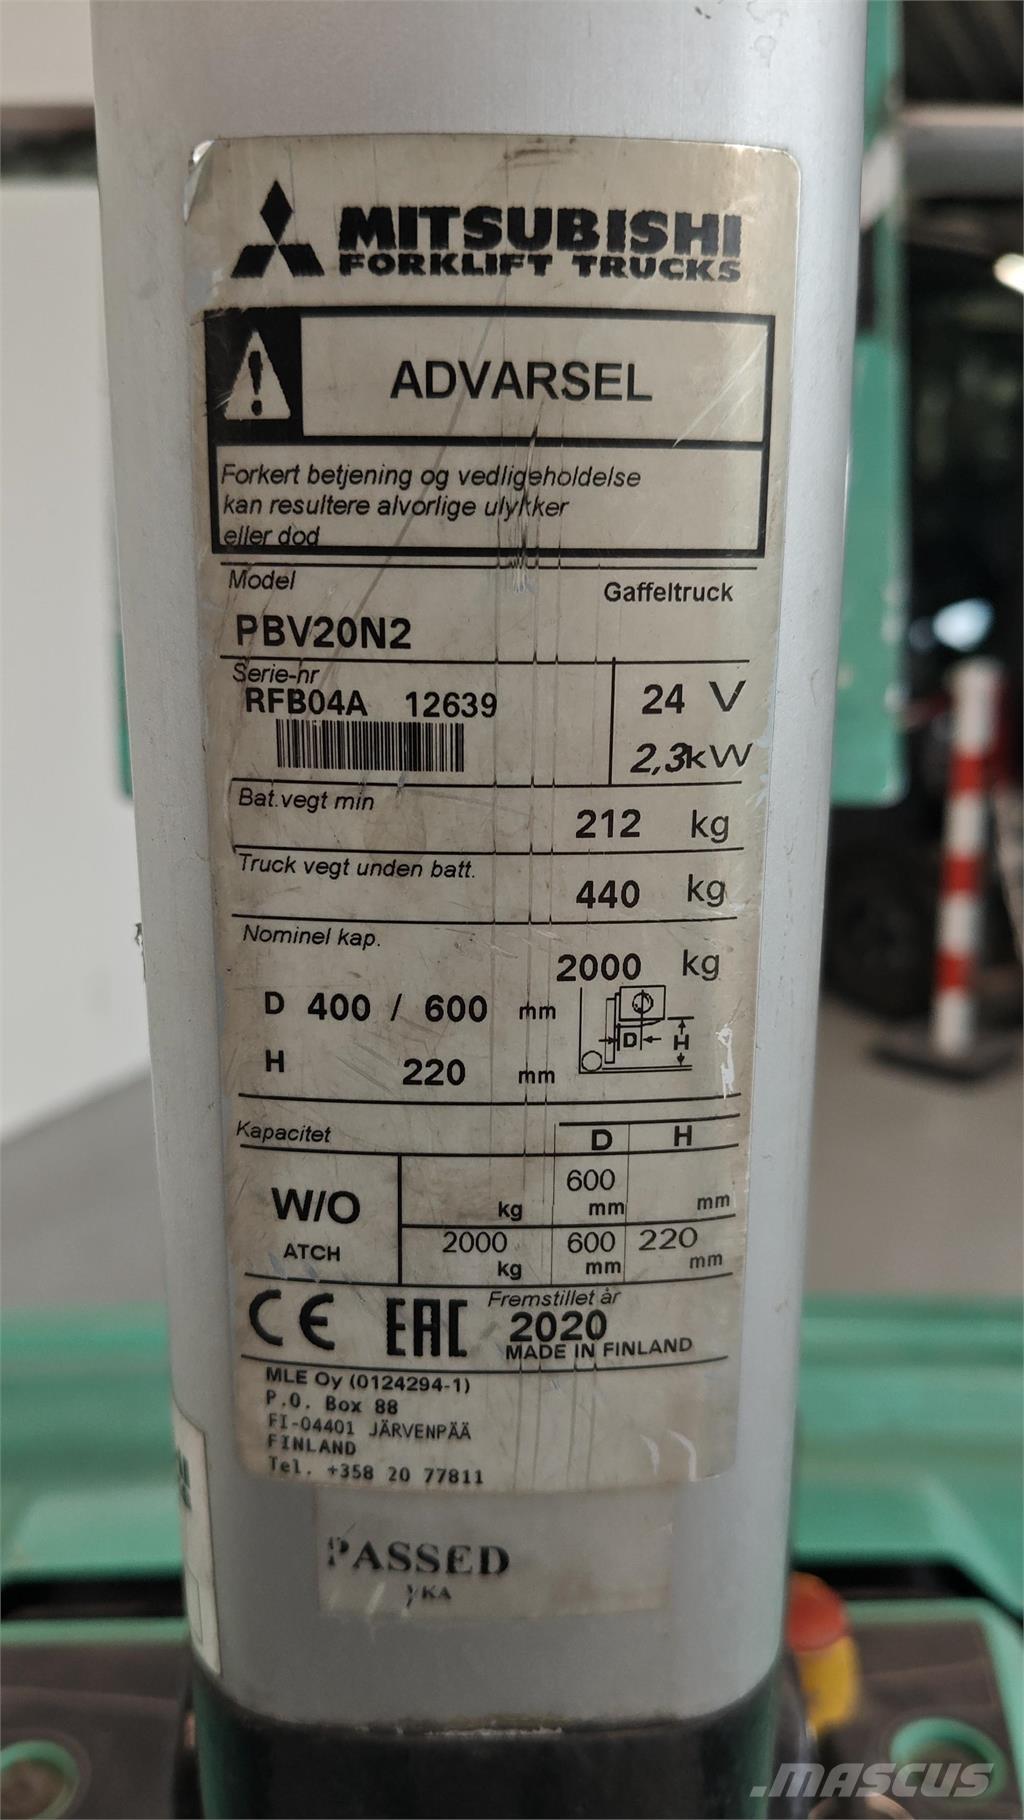 MITSUBISHI
FORKLIFT TRUCKS
ADVARSEL
Forkert betjening og vedligeholdelse
kan resultere alvorlige ulykker
eller dod
Model
Gaffeltruck
PBV20N2
Serie-nr
RFB04A 12639
24 V
2,3kW
Bat.vegt min
212 kg
Truck vegt unden batt.
440 kg
Nominel kap.
2000 kg
D 400 / 600 mm
D
H
H 220 mm
Kapacitet
D H
W/O
ATCH
600
kg mm mm
2000 600 220
kg mm mm
CE EAC
Fremstillet år
2020
MADE IN FINLAND
MLE Oy (0124294-1)
P.O. Box 88
FI-04401 JÄRVENPÄÄ
FINLAND
Tel. +358 20 77811
PASSED
YKA
.MASCUS